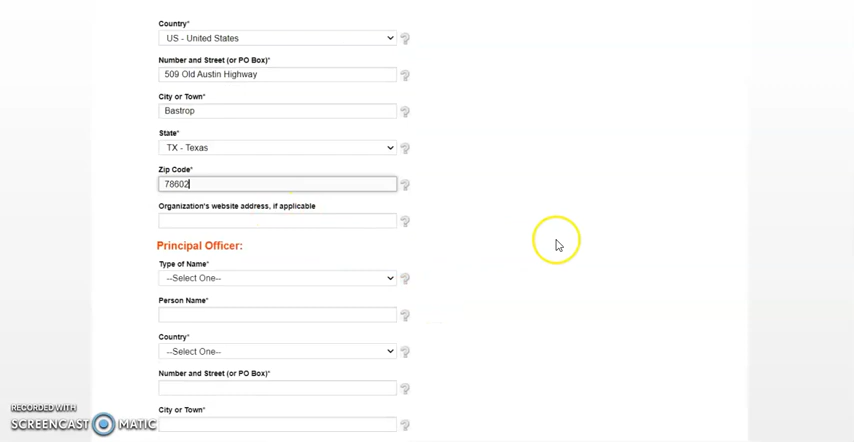 Country*
US - United States
Number and Street (or PO Box)*
509 Old Austin Highway
City or Town*
Bastrop
State*
TX - Texas
Zip Code*
78602
Organization's website address, if applicable
Principal Officer:
Type of Name*
--Select One--
Person Name*
Country*
--Select One--
Number and Street (or PO Box)*
City or Town*
RECORDED WITH
SCREENCAST MATIC